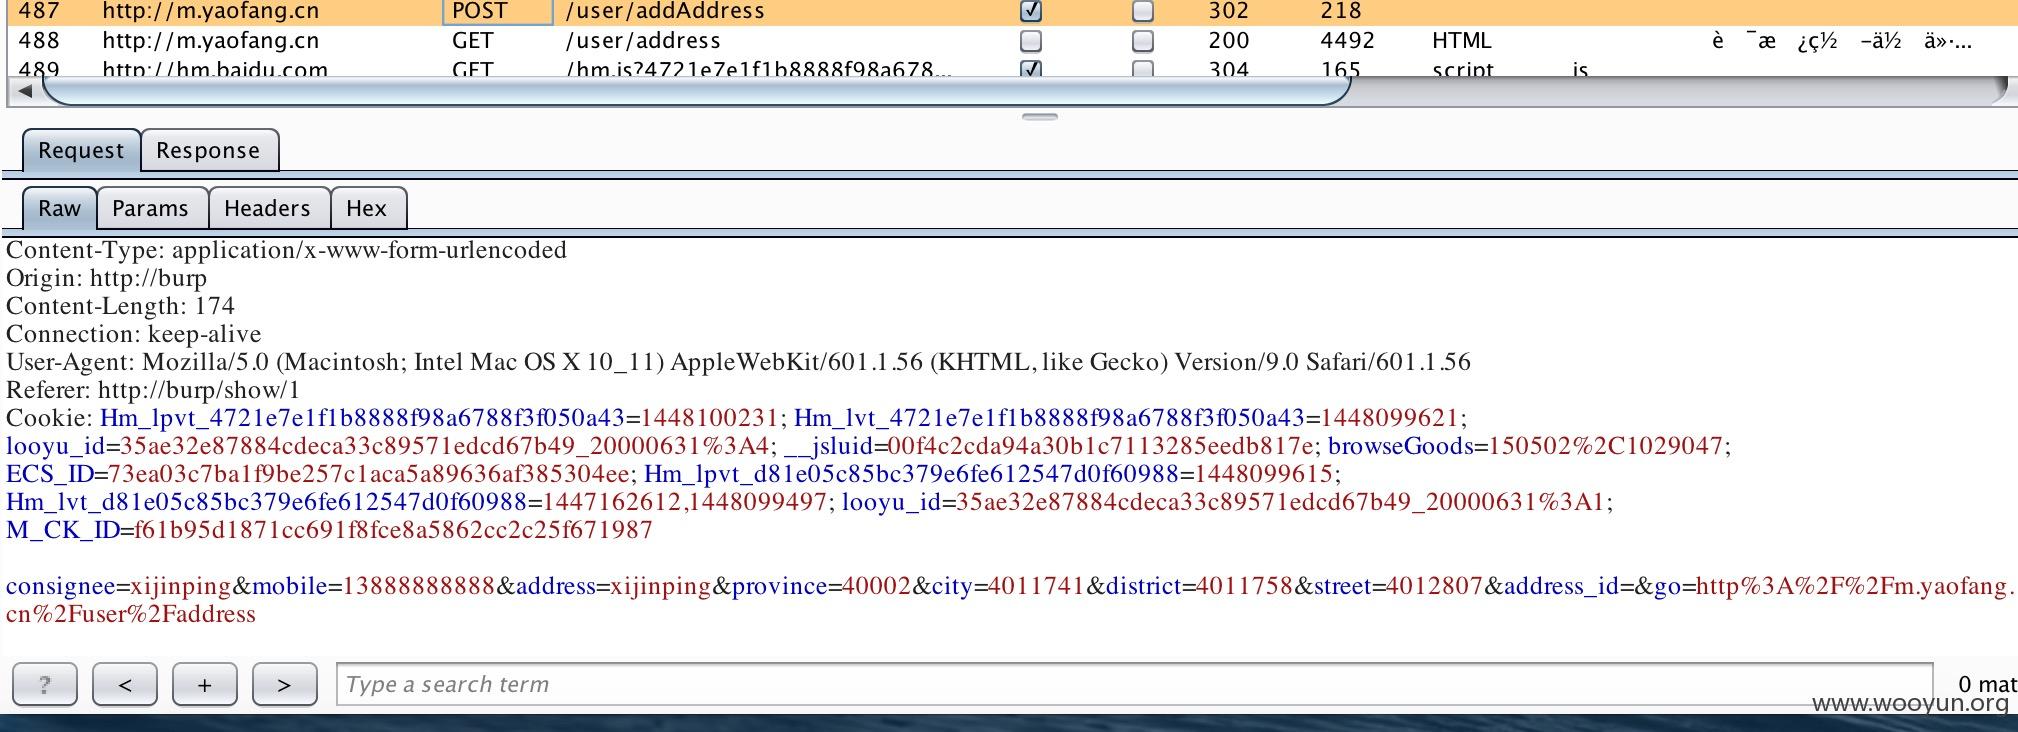 487 http://m.yaofang.cn POST /user/addAddress 302 218
488 http://m.yaofang.cn GET /user/address 200 4492 HTML è ¯æ ¿ç½ –ä½ ä»·...
489 http://hm.baidu.com GET /hm.js?4721e7e1f1b8888f98a678... 304 165 script js
Request Response
Raw Params Headers Hex
Content-Type: application/x-www-form-urlencoded
Origin: http://burp
Content-Length: 174
Connection: keep-alive
User-Agent: Mozilla/5.0 (Macintosh; Intel Mac OS X 10_11) AppleWebKit/601.1.56 (KHTML, like Gecko) Version/9.0 Safari/601.1.56
Referer: http://burp/show/1
Cookie: Hm_lpvt_4721e7e1f1b8888f98a6788f3f050a43=1448100231; Hm_lvt_4721e7e1f1b8888f98a6788f3f050a43=1448099621;
looyu_id=35ae32e87884cdeca33c89571edcd67b49_20000631%3A4; __jsluid=00f4c2cda94a30b1c7113285eedb817e; browseGoods=150502%2C1029047;
ECS_ID=73ea03c7ba1f9be257c1aca5a89636af385304ee; Hm_lpvt_d81e05c85bc379e6fe612547d0f60988=1448099615;
Hm_lvt_d81e05c85bc379e6fe612547d0f60988=1447162612,1448099497; looyu_id=35ae32e87884cdeca33c89571edcd67b49_20000631%3A1;
M_CK_ID=f61b95d1871cc691f8fce8a5862cc2c25f671987
consignee=xijinping&mobile=13888888888&address=xijinping&province=40002&city=4011741&district=4011758&street=4012807&address_id=&go=http%3A%2F%2Fm.yaofang.
cn%2Fuser%2Faddress
? < + > Type a search term 0 mat
www.wooyun.org